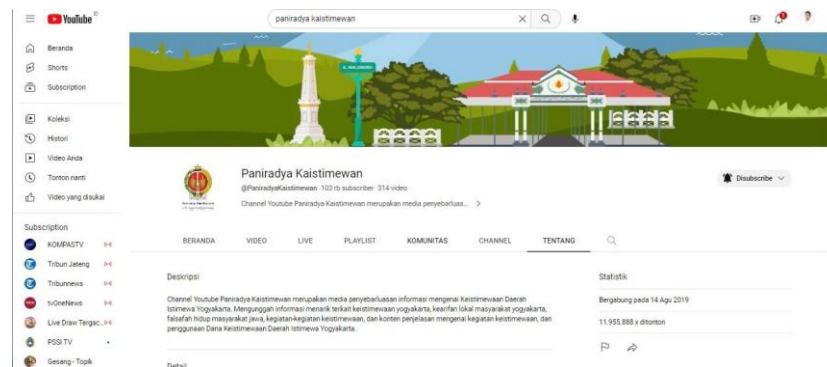 YouTube ID
paniradya kaistimewan
Beranda
Shorts
Subscription
Koleksi
Histori
Video Anda
Tonton nanti
Video yang disukai
Subscription
KOMPASTV
Tribun Jateng
Tribunnews
tvOneNews
Live Draw Tergac...
PSSI TV
Gesang - Topik
Paniradya Kaistimewan
@PaniradyaKaistimewan 103 rb subscriber 314 video
Channel Youtube Paniradya Kaistimewan merupakan media penyebarluas... >
Disubscribe
BERANDA VIDEO LIVE PLAYLIST KOMUNITAS CHANNEL TENTANG
Deskripsi
Channel Youtube Paniradya Kaistimewan merupakan media penyebarluasan informasi mengenai Keistimewaan Daerah
Istimewa Yogyakarta. Mengunggah informasi menarik terkait keistimewaan yogyakarta, kearifan lokal masyarakat yogyakarta,
falsafah hidup masyarakat jawa, kegiatan-kegiatan keistimewaan, dan konten penjelasan mengenai kegiatan keistimewaan, dan
penggunaan Dana Keistimewaan Daerah Istimewa Yogyakarta.
Detail
Statistik
Bergabung pada 14 Agu 2019
11.955.888 x ditonton